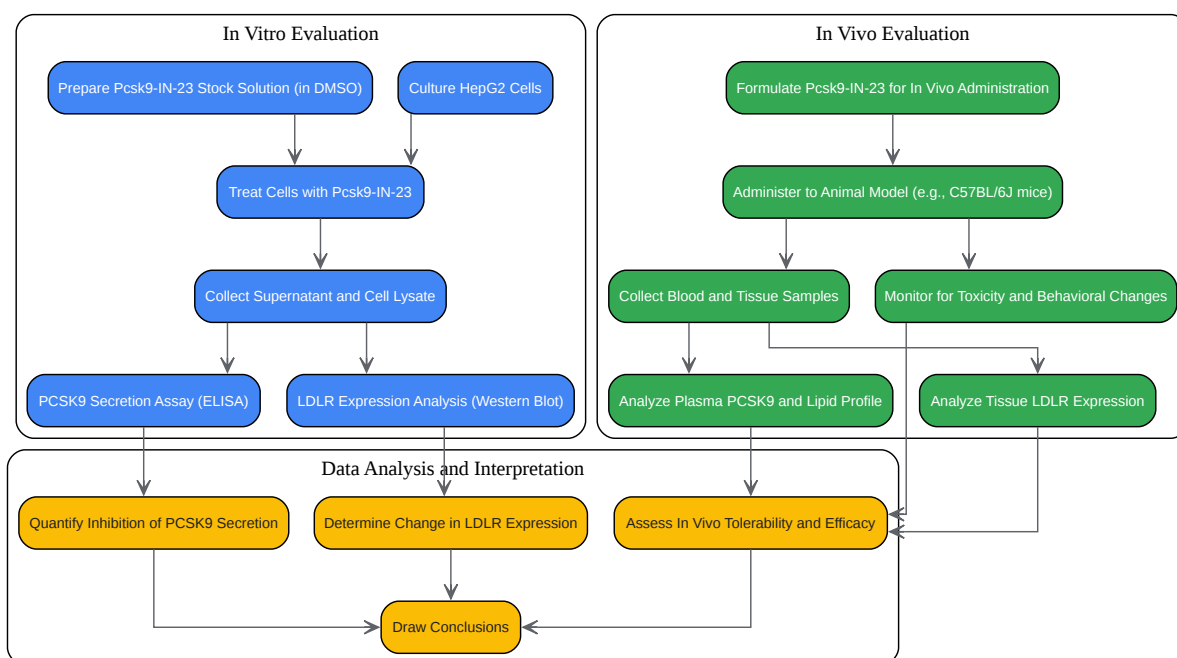 In Vitro Evaluation
Prepare Pcsk9-IN-23 Stock Solution (in DMSO)
Culture HepG2 Cells
Treat Cells with Pcsk9-IN-23
Collect Supernatant and Cell Lysate
PCSK9 Secretion Assay (ELISA)
LDLR Expression Analysis (Western Blot)
In Vivo Evaluation
Formulate Pcsk9-IN-23 for In Vivo Administration
Administer to Animal Model (e.g., C57BL/6J mice)
Collect Blood and Tissue Samples
Monitor for Toxicity and Behavioral Changes
Analyze Plasma PCSK9 and Lipid Profile
Analyze Tissue LDLR Expression
Data Analysis and Interpretation
Quantify Inhibition of PCSK9 Secretion
Determine Change in LDLR Expression
Assess In Vivo Tolerability and Efficacy
Draw Conclusions